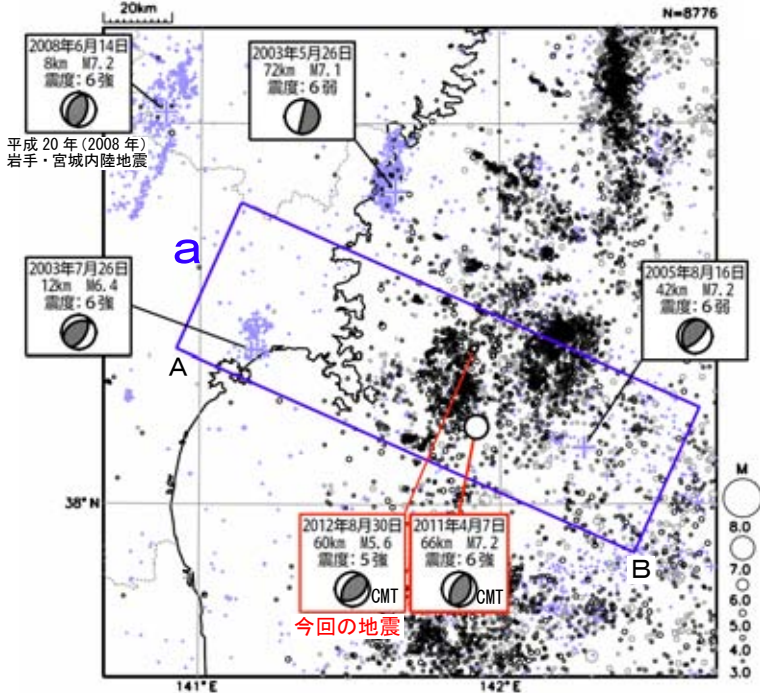 20km
N=8776
2008年6月14日
8km M7.2
震度:6強
平成20年(2008年)
岩手・宮城内陸地震
2003年5月26日
72km M7.1
震度:6弱
a
2003年7月26日
12km M6.4
震度:6強
2005年8月16日
42km M7.2
震度:6弱
A
B
38°N
2012年8月30日
60km M5.6
震度:5強
CMT
2011年4月7日
66km M7.2
震度:6強
CMT
今回の地震
M
8.0
7.0
6.0
5.0
4.0
3.0
141°E
142°E